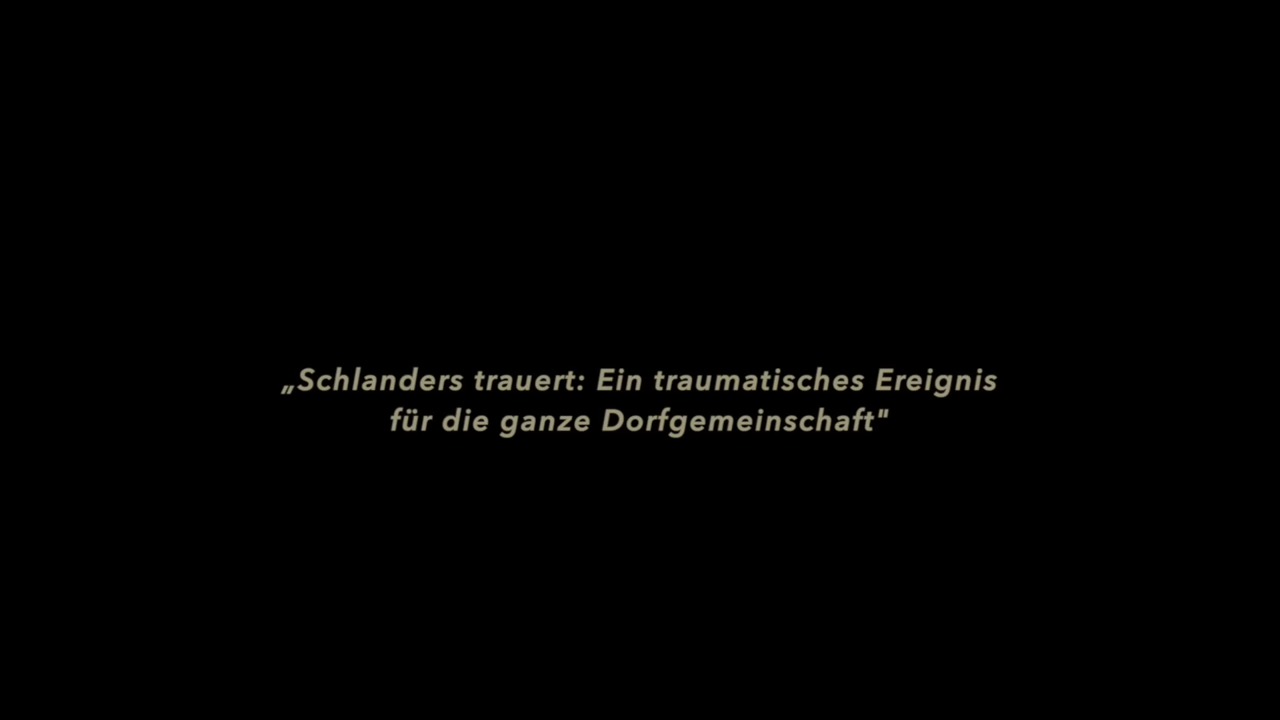 „Schlanders trauert: Ein traumatisches Ereignis
für die ganze Dorfgemeinschaft"